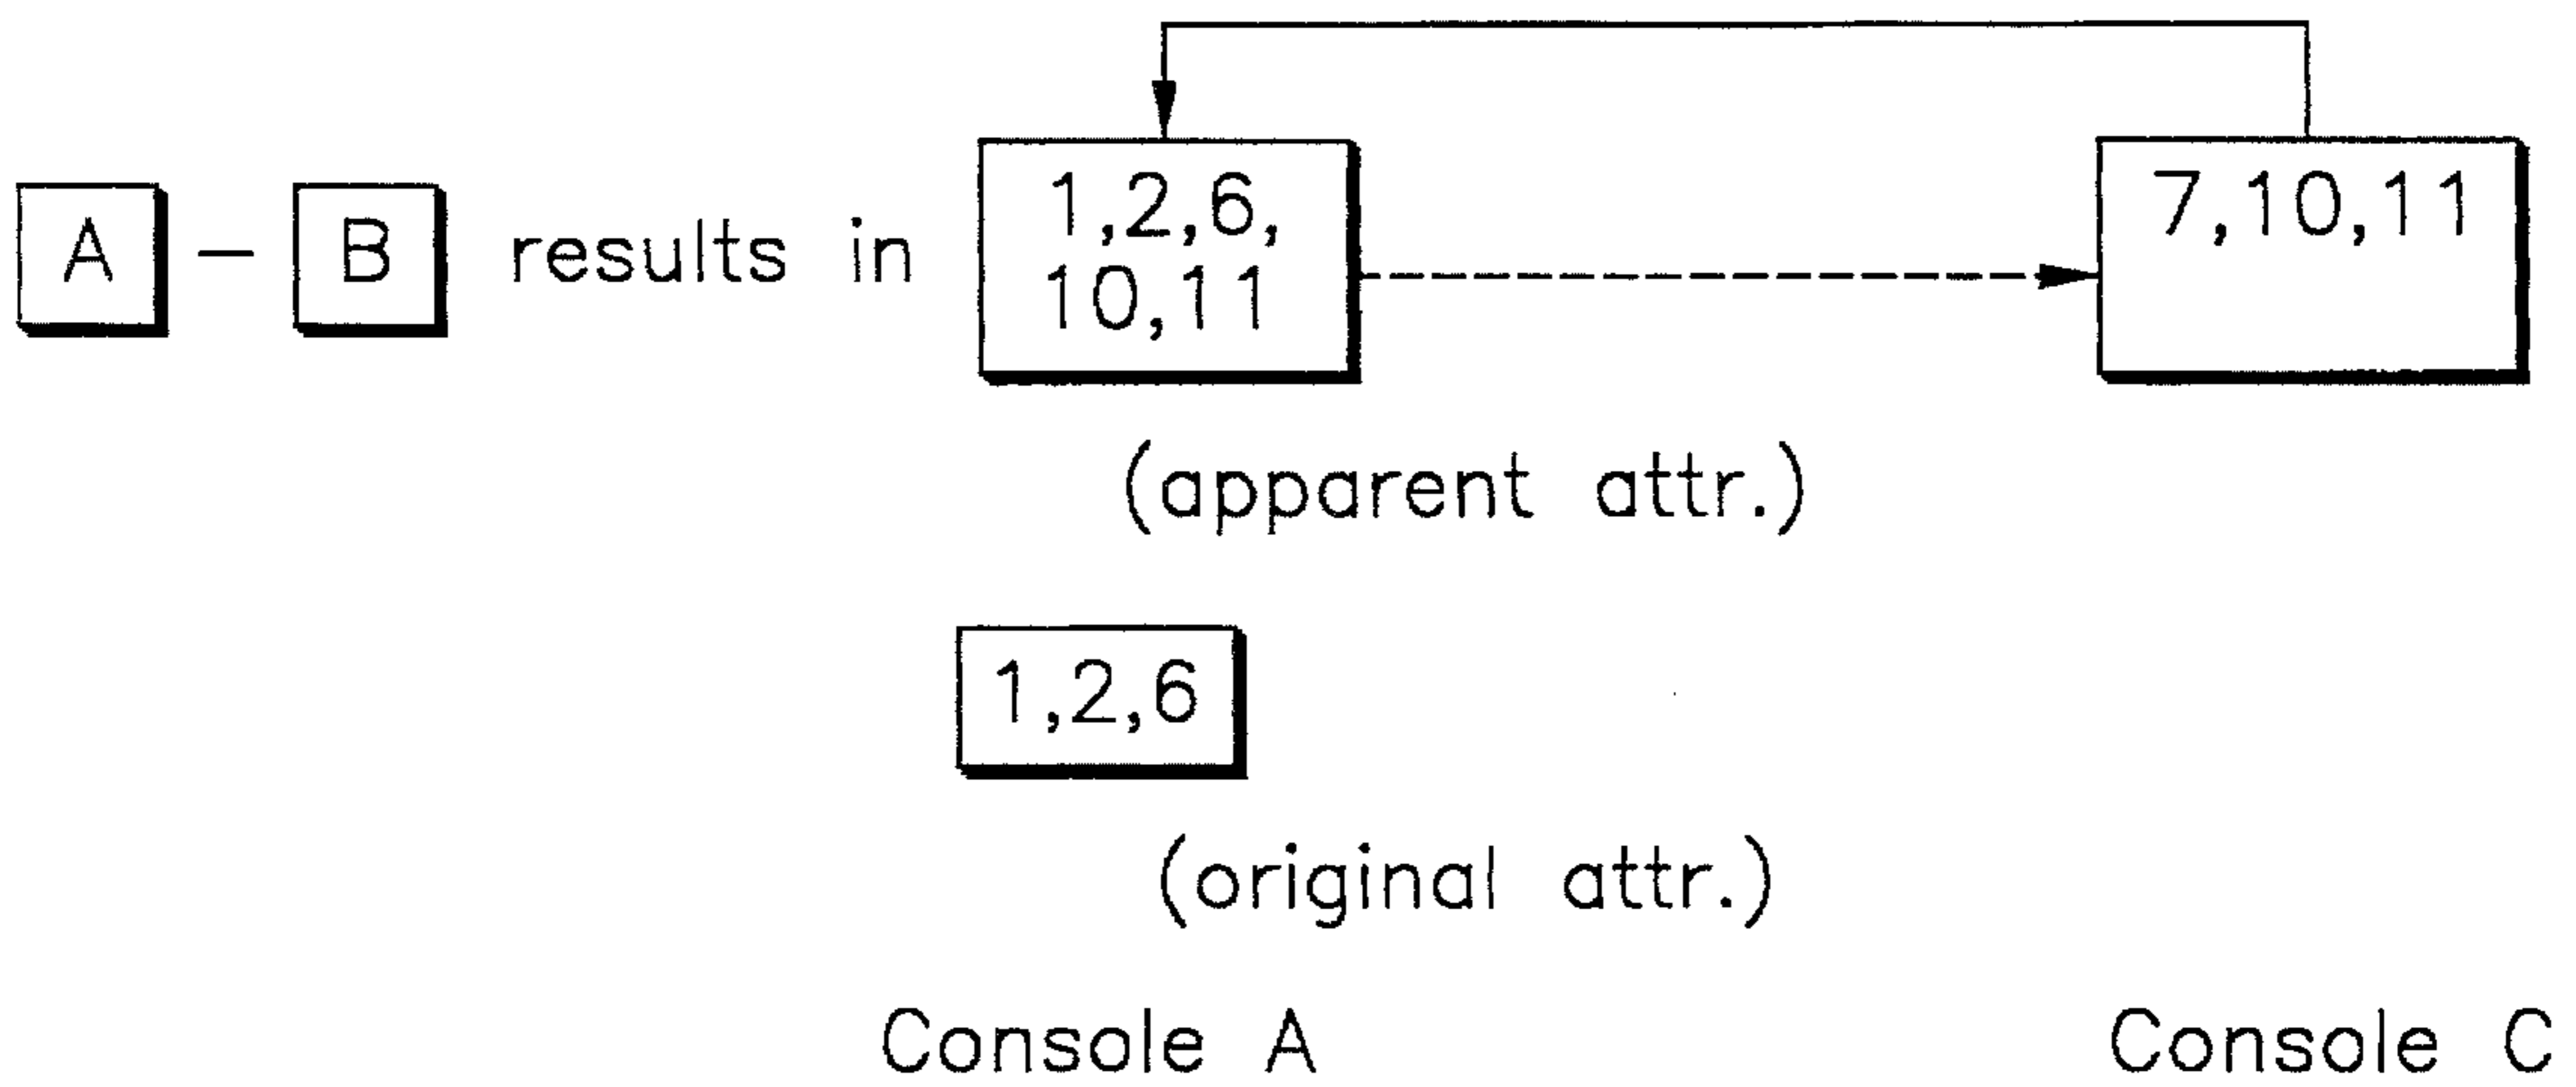 1,2,6,
10,11
7,10,11
A - B results in
(apparent attr.)
1,2,6
(original attr.)
Console A
Console C